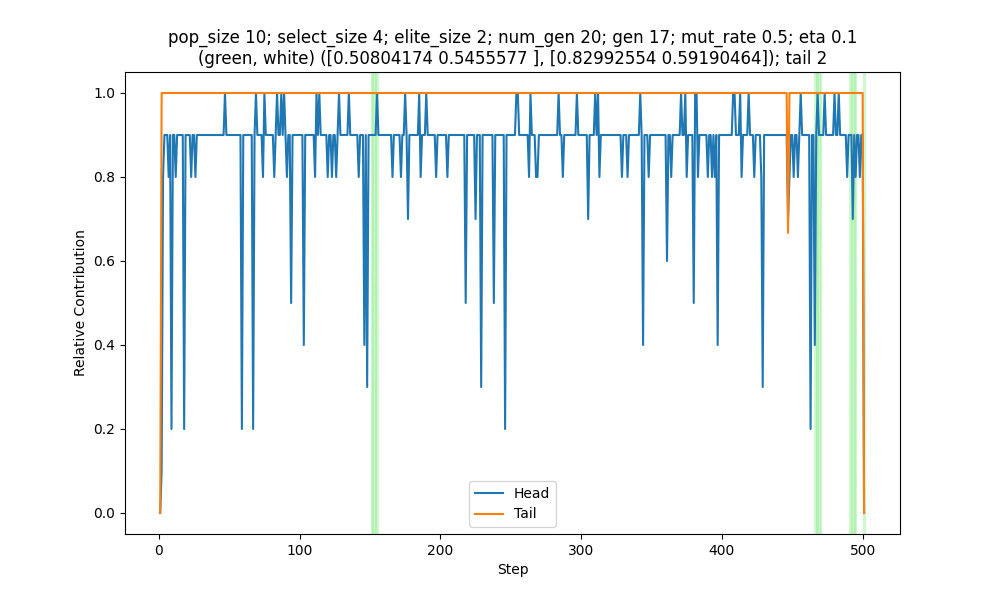 pop_size 10; select_size 4; elite_size 2; num_gen 20; gen 17; mut_rate 0.5; eta 0.1
(green, white) ([0.50804174 0.5455577 ], [0.82992554 0.59190464]); tail 2
1.0
0.8
0.6
0.4
0.2
0.0
Relative Contribution
Head
Tail
0 100 200 300 400 500
Step